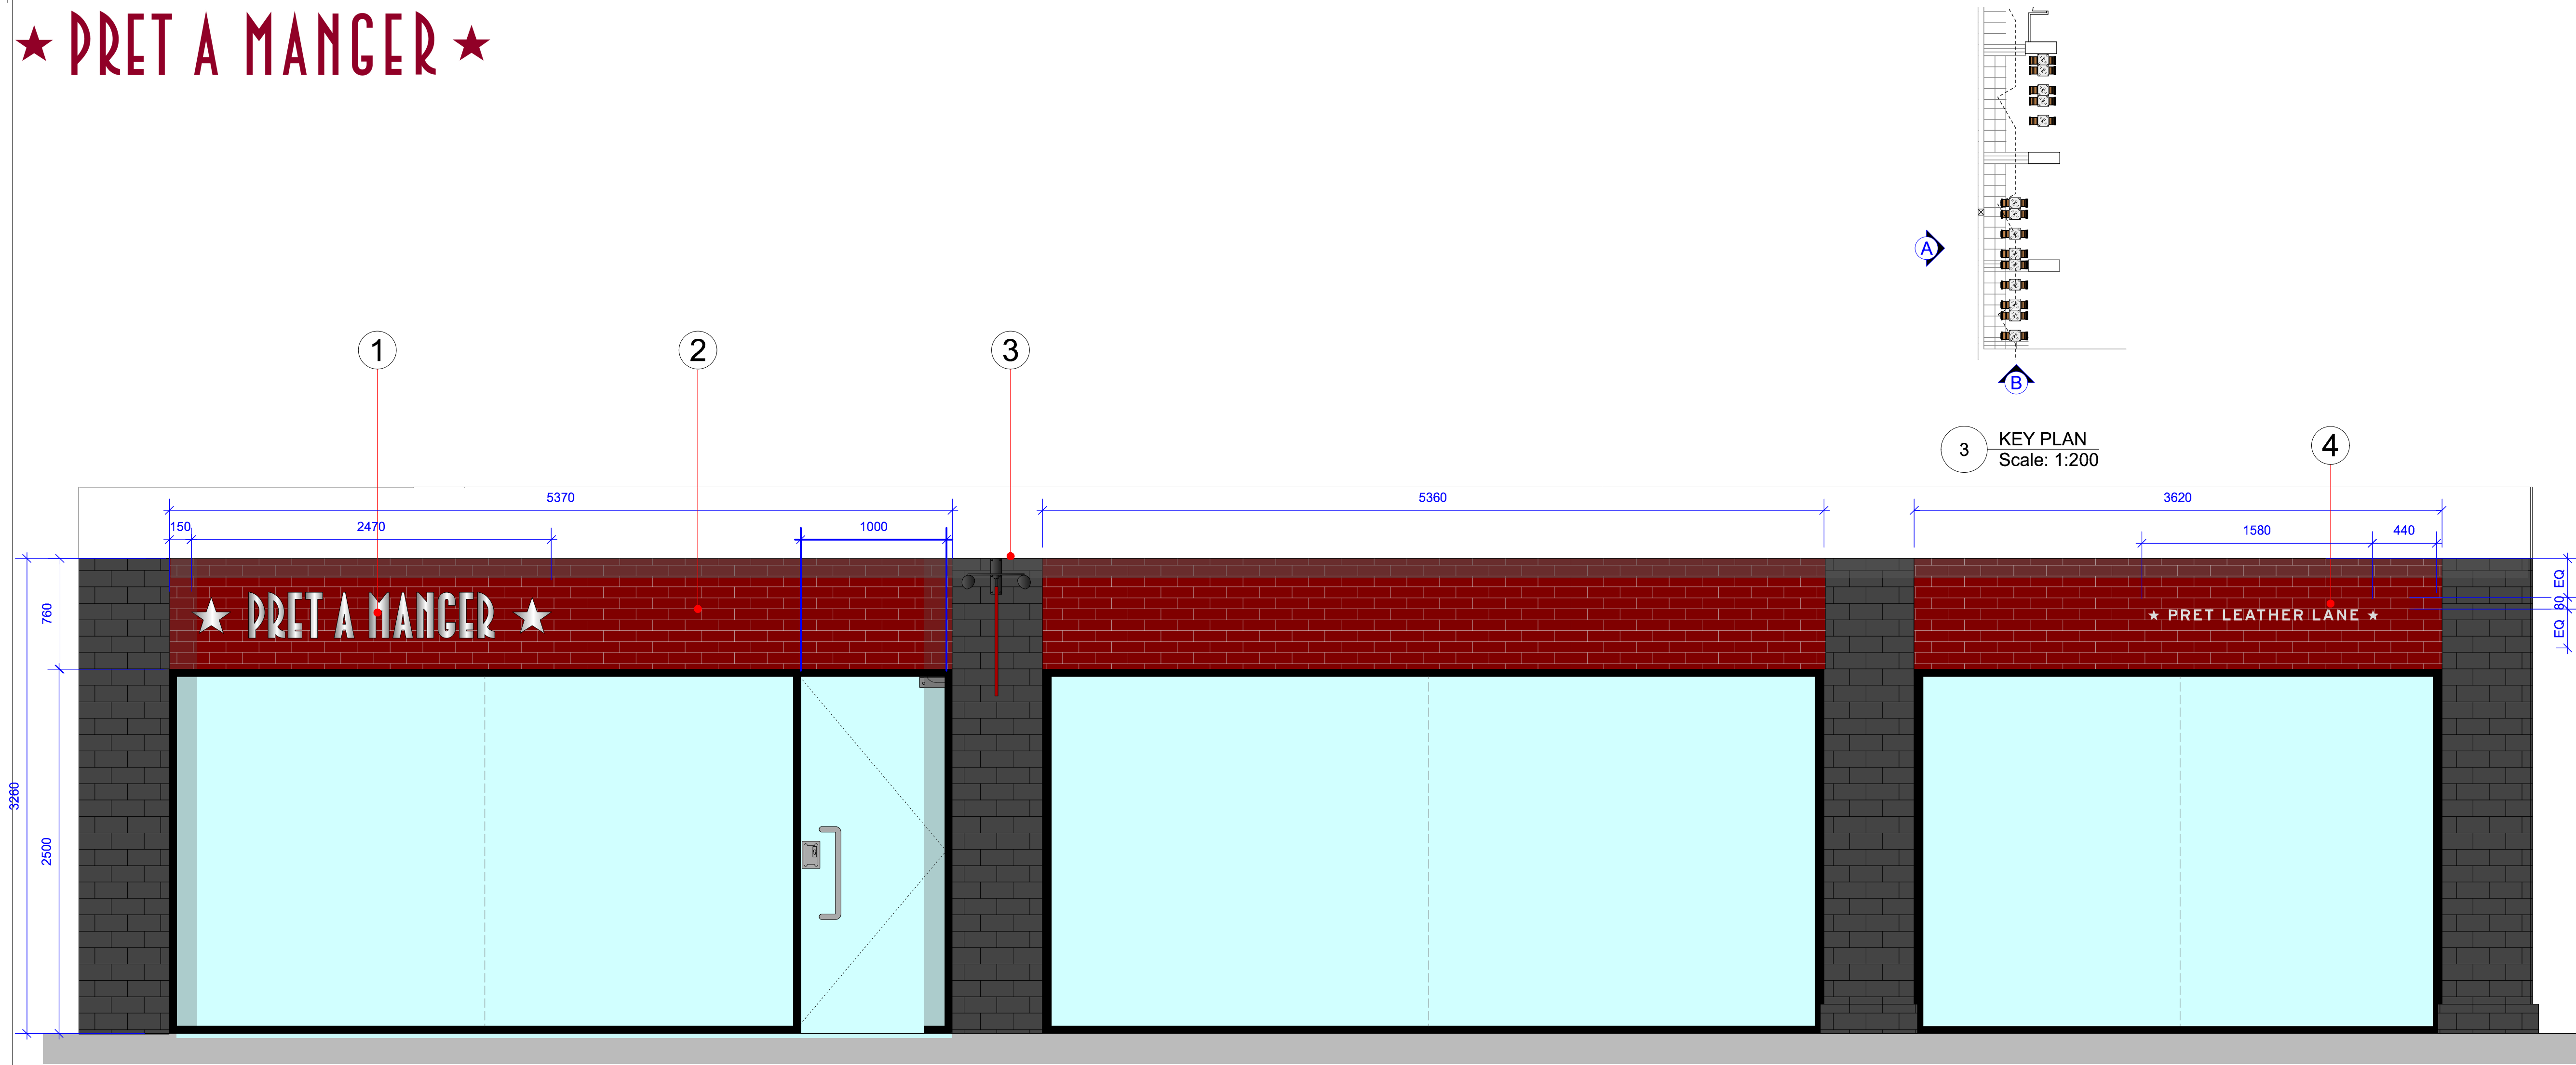 ★ PRET A MANGER ★
A
B
1
2
3
3 KEY PLAN
Scale: 1:200
4
5370
5360
3620
150
2470
1000
1580
440
760
3260
2500
EQ
80
EQ
★ PRET A MANGER ★
★ PRET LEATHER LANE ★